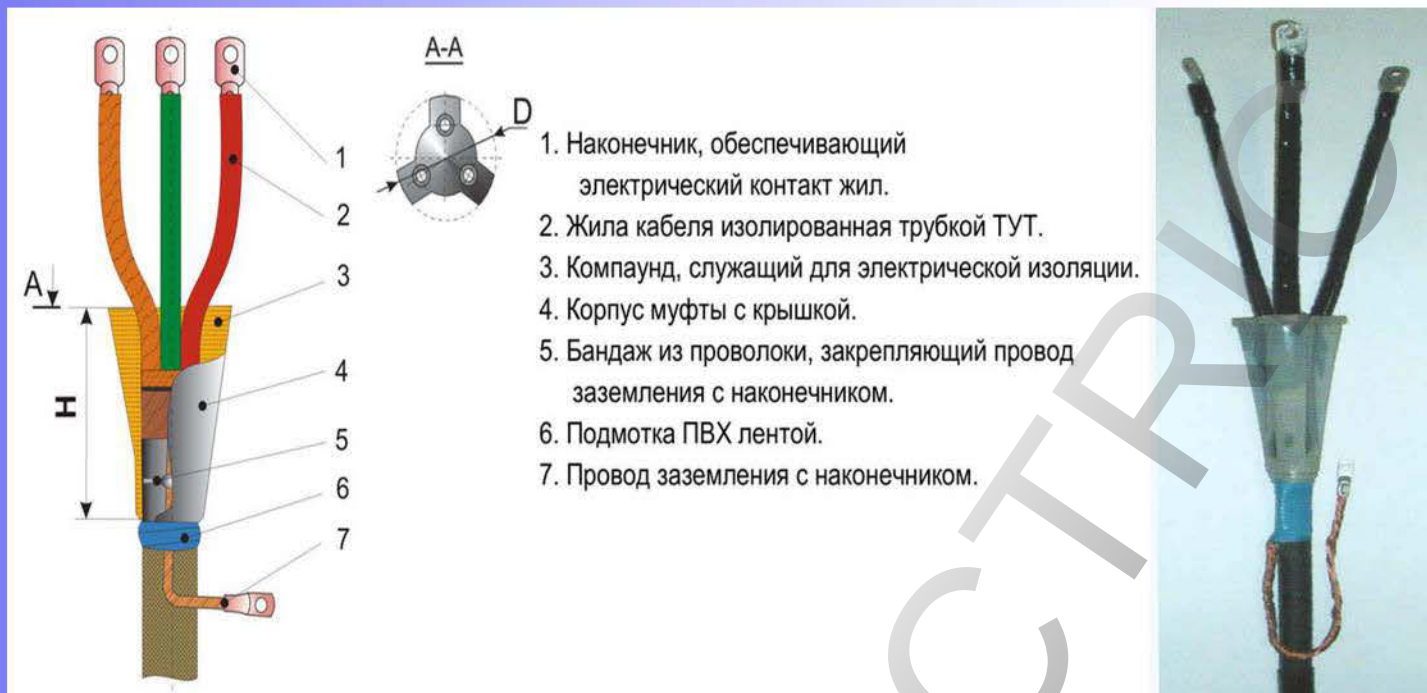 А-А
D
1
2
3
4
5
6
7
А
Н
1. Наконечник, обеспечивающий
электрический контакт жил.
2. Жила кабеля изолированная трубкой ТУТ.
3. Компаунд, служащий для электрической изоляции.
4. Корпус муфты с крышкой.
5. Бандаж из проволоки, закрепляющий провод
заземления с наконечником.
6. Подмотка ПВХ лентой.
7. Провод заземления с наконечником.
CTRIC